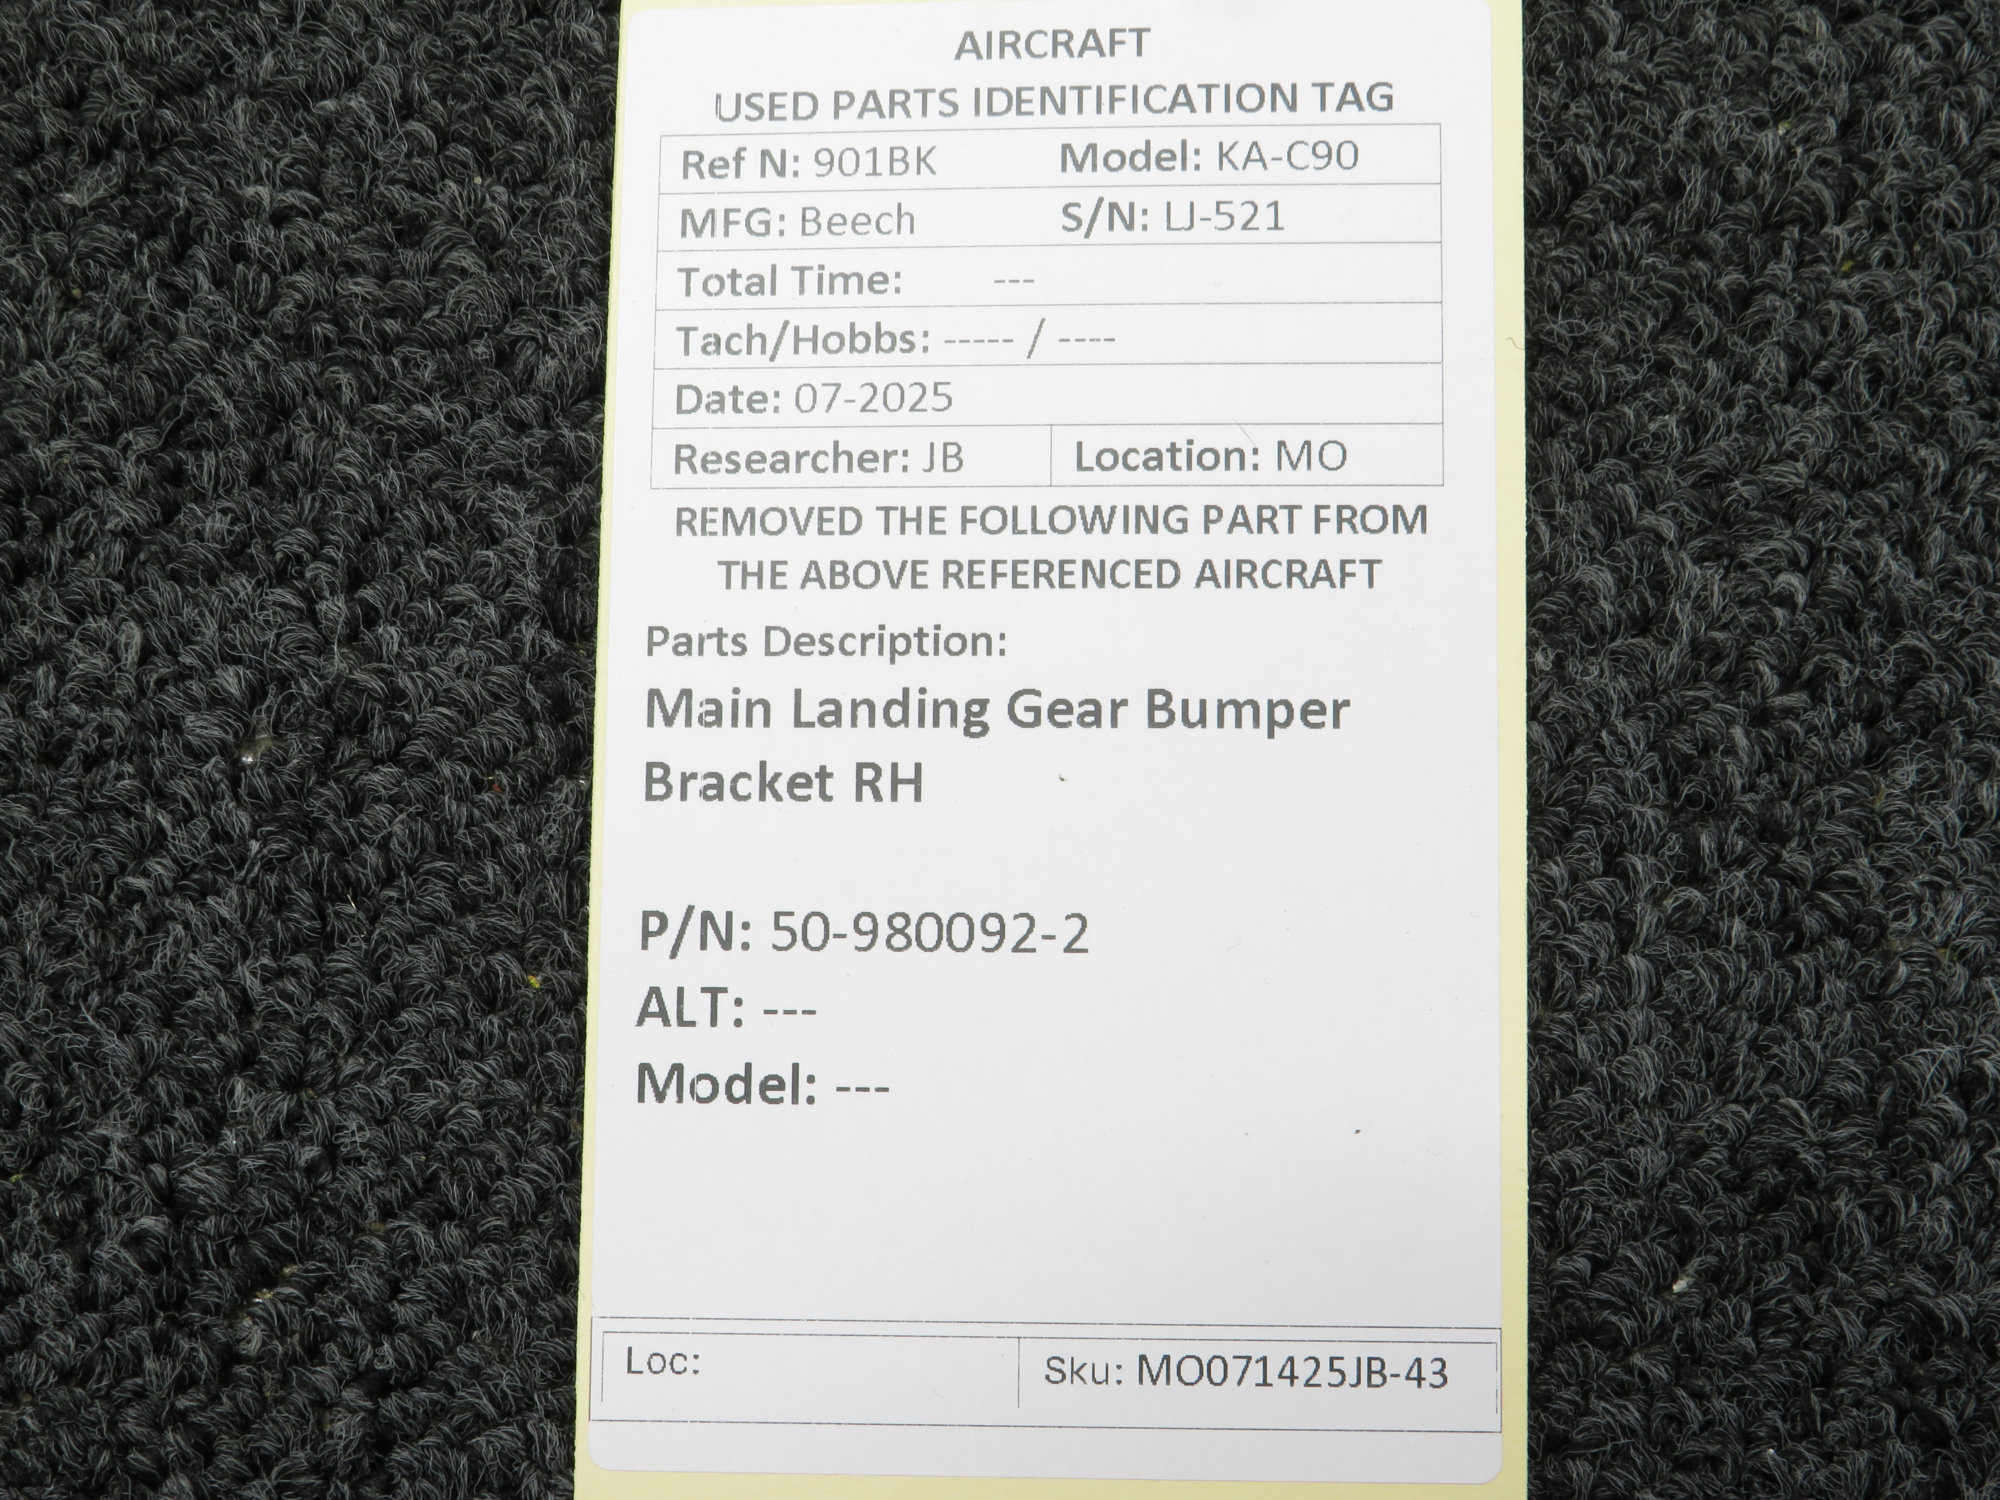 AIRCRAFT
USED PARTS IDENTIFICATION TAG
Ref N: 901BK Model: KA-C90
MFG: Beech S/N: LJ-521
Total Time: ---
Tach/Hobbs: ----- / ----
Date: 07-2025
Researcher: JB Location: MO
REMOVED THE FOLLOWING PART FROM
THE ABOVE REFERENCED AIRCRAFT
Parts Description:
Main Landing Gear Bumper
Bracket RH
P/N: 50-980092-2
ALT: ---
Model: ---
Loc: Sku: MO071425JB-43